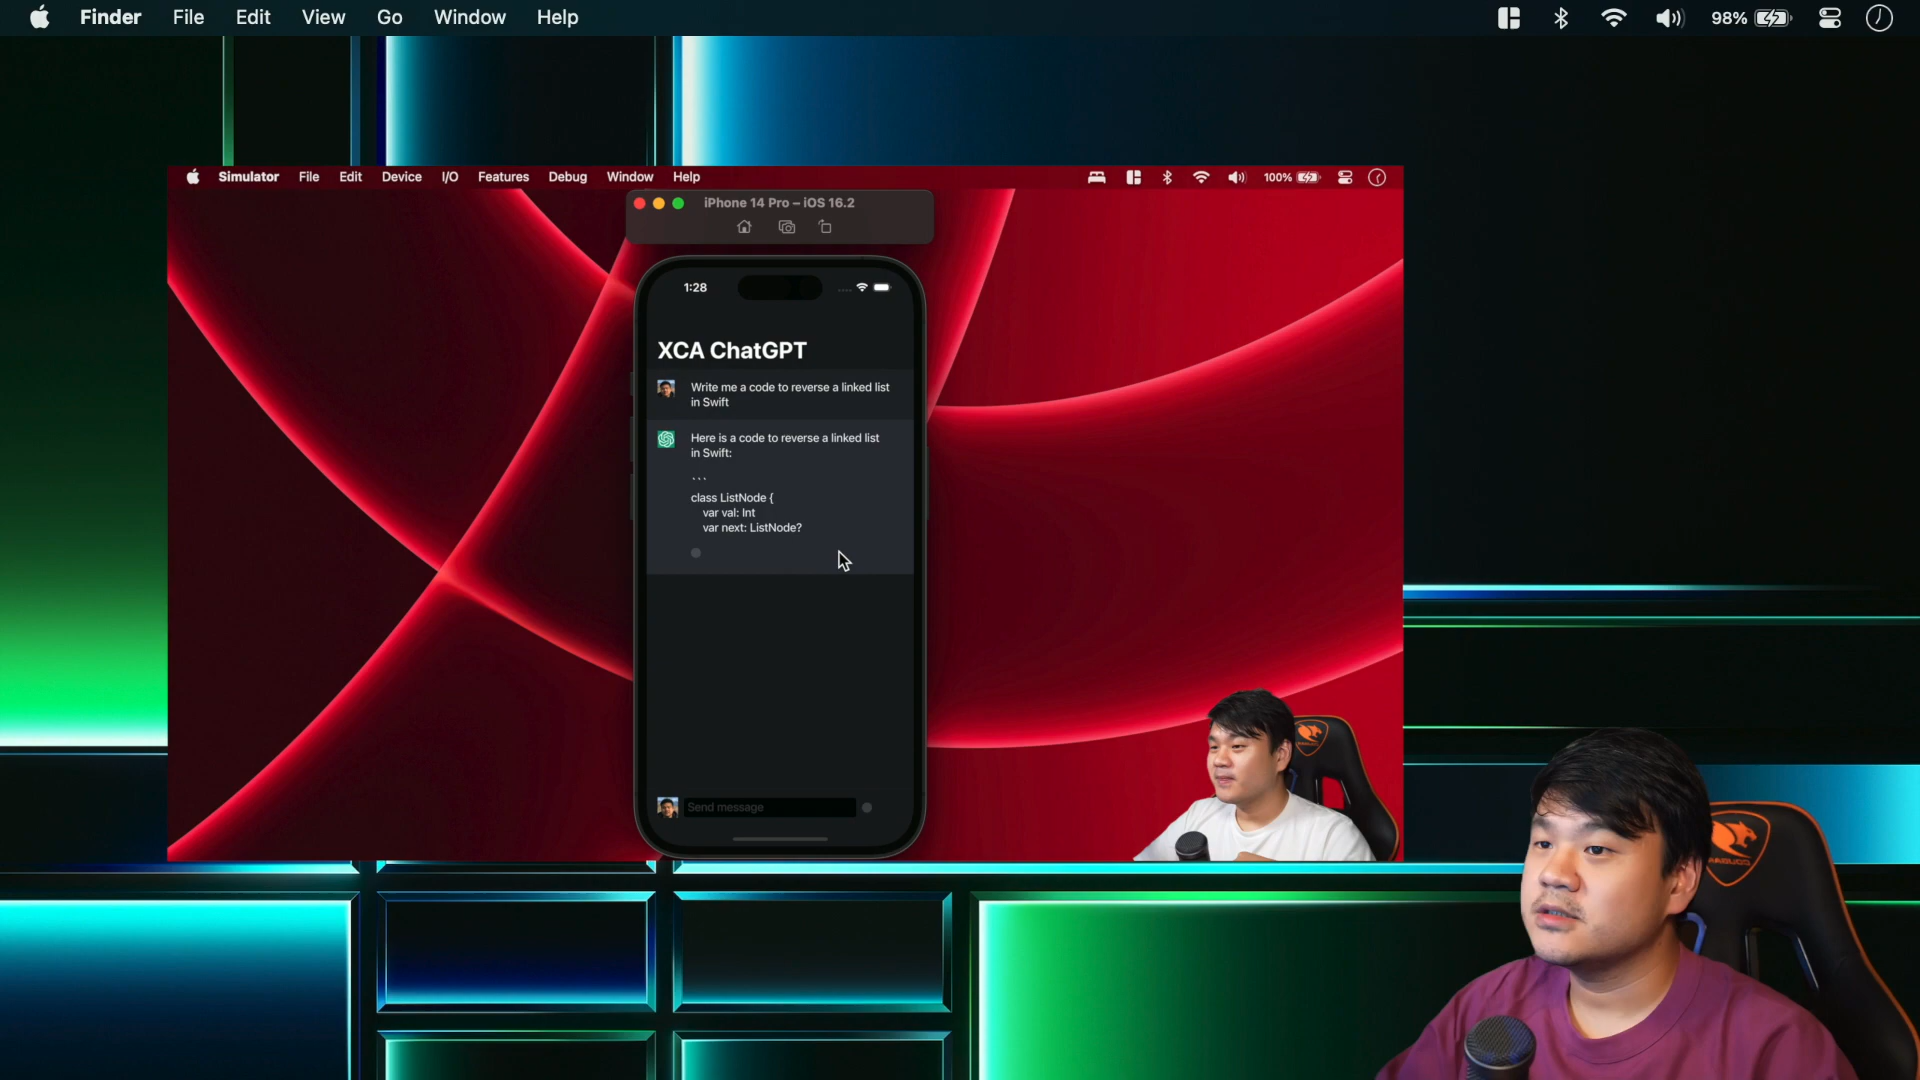 Finder File Edit View Go Window Help 98%
Simulator File Edit Device I/O Features Debug Window Help 100%
iPhone 14 Pro – iOS 16.2
1:28
XCA ChatGPT
Write me a code to reverse a linked list
in Swift
Here is a code to reverse a linked list
in Swift:
```
class ListNode {
var val: Int
var next: ListNode?
Send message
COUGAR